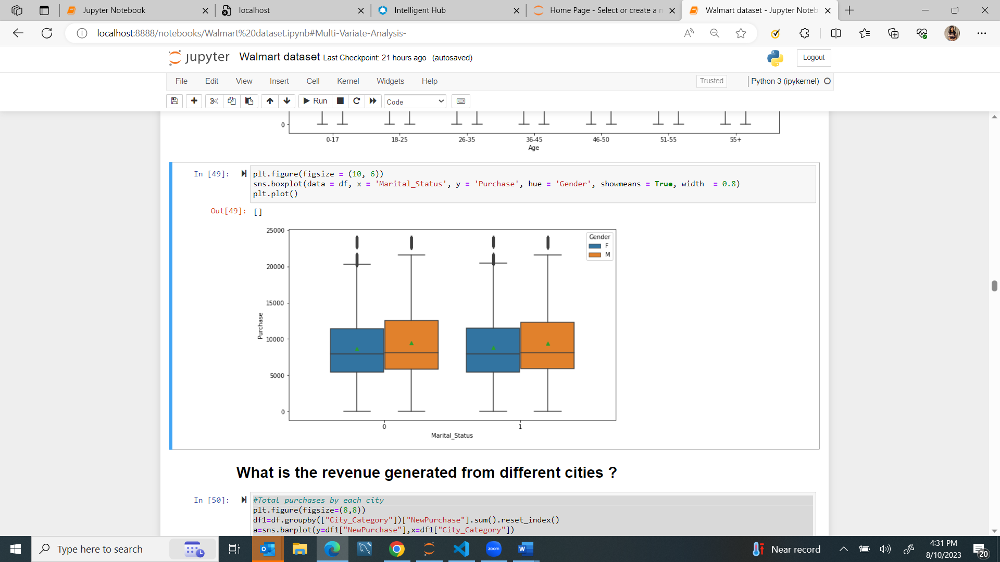 Jupyter Notebook
localhost
Intelligent Hub
Home Page - Select or create a n
Walmart dataset - Jupyter Noteb
localhost:8888/notebooks/Walmart%20dataset.ipynb#Multi-Variate-Analysis-
jupyter Walmart dataset Last Checkpoint: 21 hours ago (autosaved)
Logout
File Edit View Insert Cell Kernel Widgets Help
Trusted
Python 3 (ipykernel)
Run
Code
0
0-17 18-25 26-35 36-45 46-50 51-55 55+
Age
In [49]:
plt.figure(figsize = (10, 6))
sns.boxplot(data = df, x = 'Marital_Status', y = 'Purchase', hue = 'Gender', showmeans = True, width  = 0.8)
plt.plot()
Out[49]: []
25000
20000
15000
10000
5000
0
Purchase
Gender
F
M
0 1
Marital_Status
What is the revenue generated from different cities ?
In [50]:
#Total purchases by each city
plt.figure(figsize=(8,8))
df1=df.groupby(["City_Category"])["NewPurchase"].sum().reset_index()
a=sns.barplot(y=df1["NewPurchase"],x=df1["City_Category"])
Type here to search
zoom
Near record
4:31 PM
8/10/2023
20